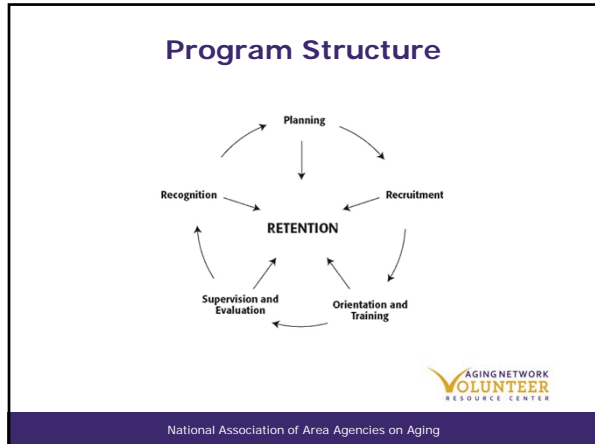 Program Structure
Planning
Recognition
Recruitment
RETENTION
Supervision and
Evaluation
Orientation and
Training
AGING NETWORK
VOLUNTEER
RESOURCE CENTER
National Association of Area Agencies on Aging